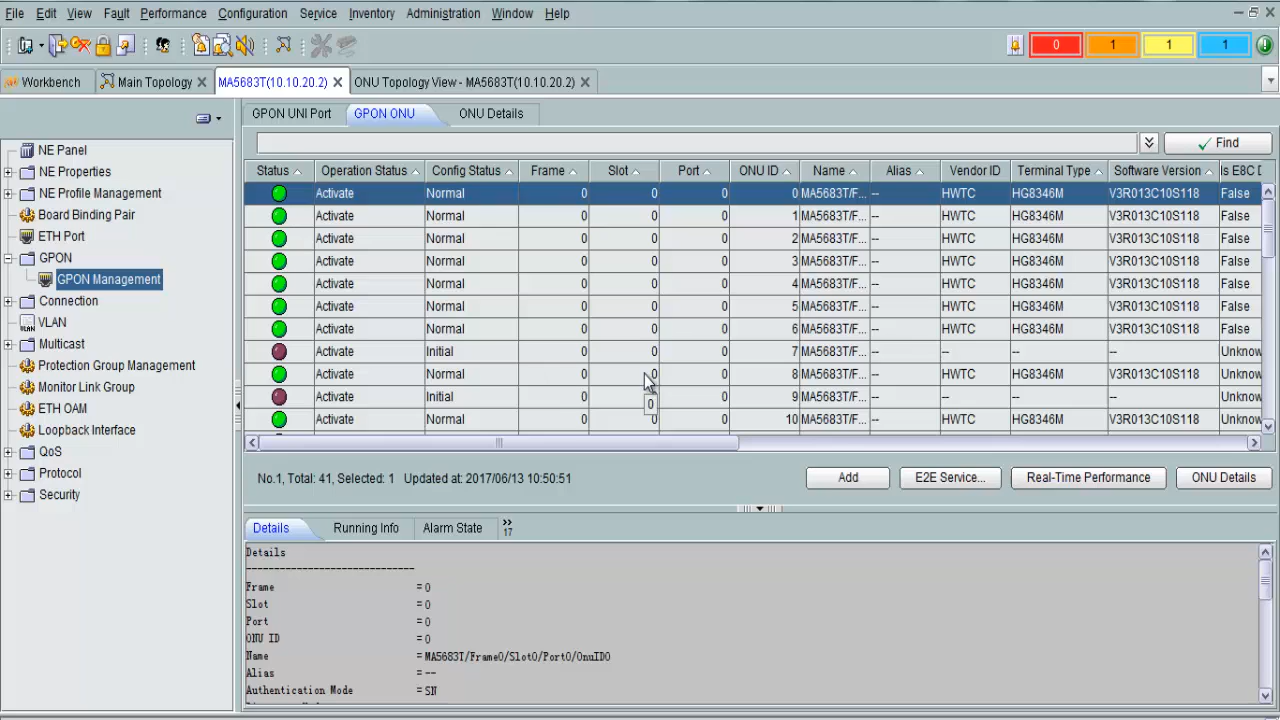 File Edit View Fault Performance Configuration Service Inventory Administration Window Help
0 1 1 1
Workbench Main Topology MA5683T(10.10.20.2) ONU Topology View - MA5683T(10.10.20.2)
GPON UNI Port GPON ONU ONU Details
Find
NE Panel
NE Properties
NE Profile Management
Board Binding Pair
ETH Port
GPON
GPON Management
Connection
VLAN
Multicast
Protection Group Management
Monitor Link Group
ETH OAM
Loopback Interface
QoS
Protocol
Security
Status Operation Status Config Status Frame Slot Port ONU ID Name Alias Vendor ID Terminal Type Software Version Is E8C D
Activate Normal 0 0 0 0 MA5683T/F... -- HWTC HG8346M V3R013C10S118 False
Activate Normal 0 0 0 1 MA5683T/F... -- HWTC HG8346M V3R013C10S118 False
Activate Normal 0 0 0 2 MA5683T/F... -- HWTC HG8346M V3R013C10S118 False
Activate Normal 0 0 0 3 MA5683T/F... -- HWTC HG8346M V3R013C10S118 False
Activate Normal 0 0 0 4 MA5683T/F... -- HWTC HG8346M V3R013C10S118 False
Activate Normal 0 0 0 5 MA5683T/F... -- HWTC HG8346M V3R013C10S118 False
Activate Normal 0 0 0 6 MA5683T/F... -- HWTC HG8346M V3R013C10S118 False
Activate Initial 0 0 0 7 MA5683T/F... -- -- -- -- Unknow
Activate Normal 0 0 0 8 MA5683T/F... -- HWTC HG8346M V3R013C10S118 Unknow
Activate Initial 0 0 0 9 MA5683T/F... -- -- -- -- Unknow
0
Activate Normal 0 0 0 10 MA5683T/F... -- HWTC HG8346M V3R013C10S118 Unknow
No.1, Total: 41, Selected: 1 Updated at: 2017/06/13 10:50:51
Add E2E Service... Real-Time Performance ONU Details
Details Running Info Alarm State 17
Details
------------------------------
Frame = 0
Slot = 0
Port = 0
ONU ID = 0
Name = MA5683T/Frame0/Slot0/Port0/OnuID0
Alias = --
Authentication Mode = SN